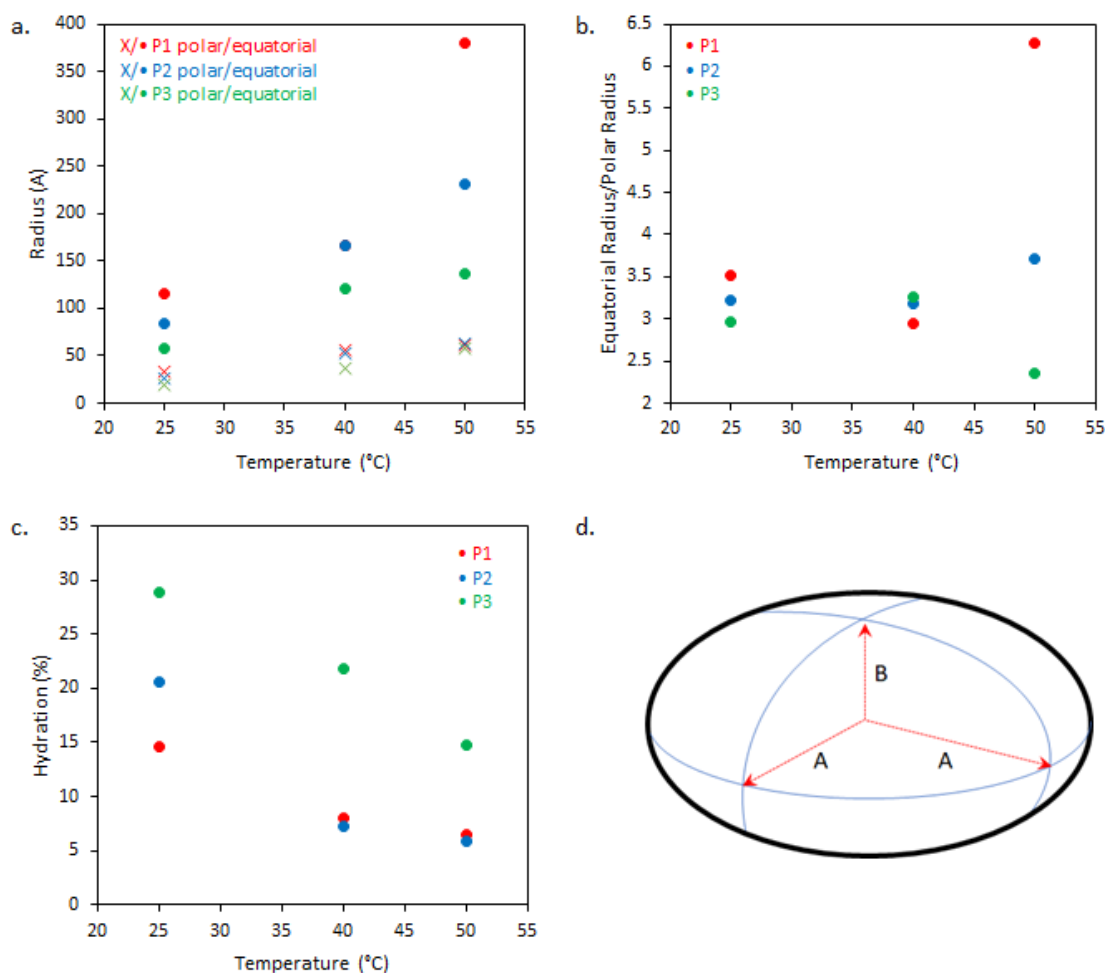 a.
X/• P1 polar/equatorial
X/• P2 polar/equatorial
X/• P3 polar/equatorial
400
350
300
250
200
150
100
50
0
Radius (A)
20 25 30 35 40 45 50 55
Temperature (°C)
b.
P1
P2
P3
6.5
6
5.5
5
4.5
4
3.5
3
2.5
2
Equatorial Radius/Polar Radius
20 25 30 35 40 45 50 55
Temperature (°C)
c.
P1
P2
P3
35
30
25
20
15
10
5
0
Hydration (%)
20 25 30 35 40 45 50 55
Temperature (°C)
d.
B
A A